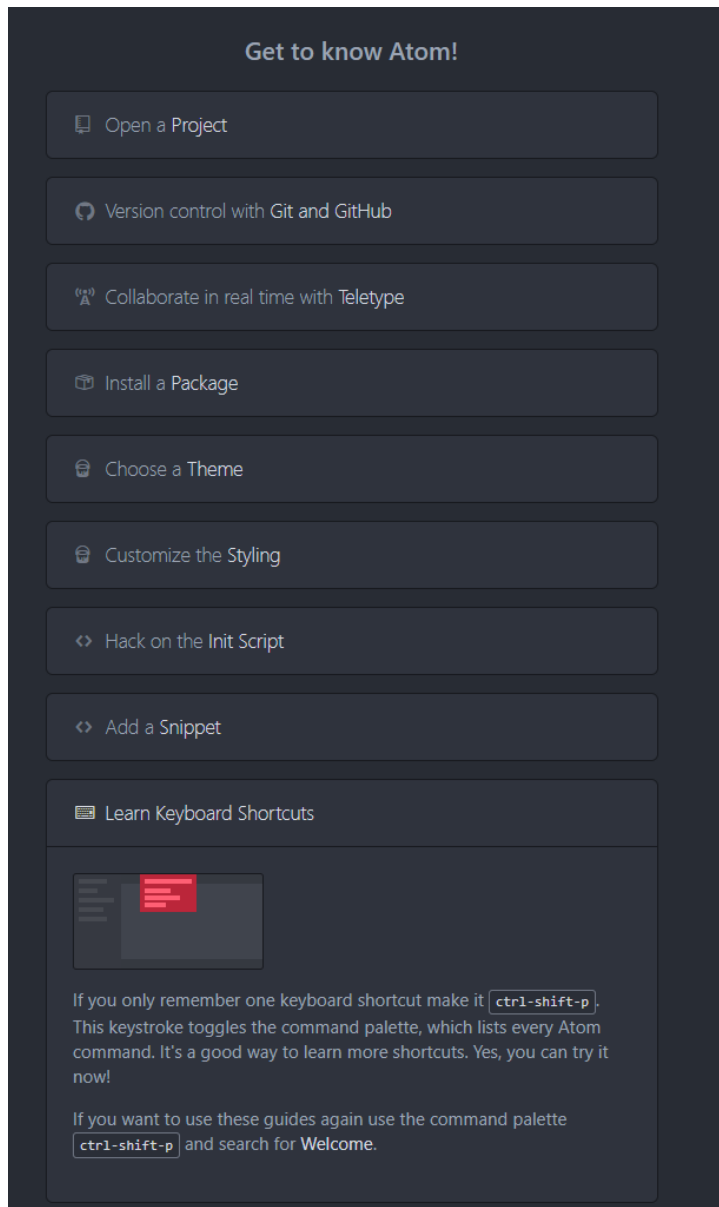 Get to know Atom!
Open a Project
Version control with Git and GitHub
Collaborate in real time with Teletype
Install a Package
Choose a Theme
Customize the Styling
Hack on the Init Script
Add a Snippet
Learn Keyboard Shortcuts
If you only remember one keyboard shortcut make it ctrl-shift-p.
This keystroke toggles the command palette, which lists every Atom
command. It's a good way to learn more shortcuts. Yes, you can try it
now!
If you want to use these guides again use the command palette
ctrl-shift-p and search for Welcome.